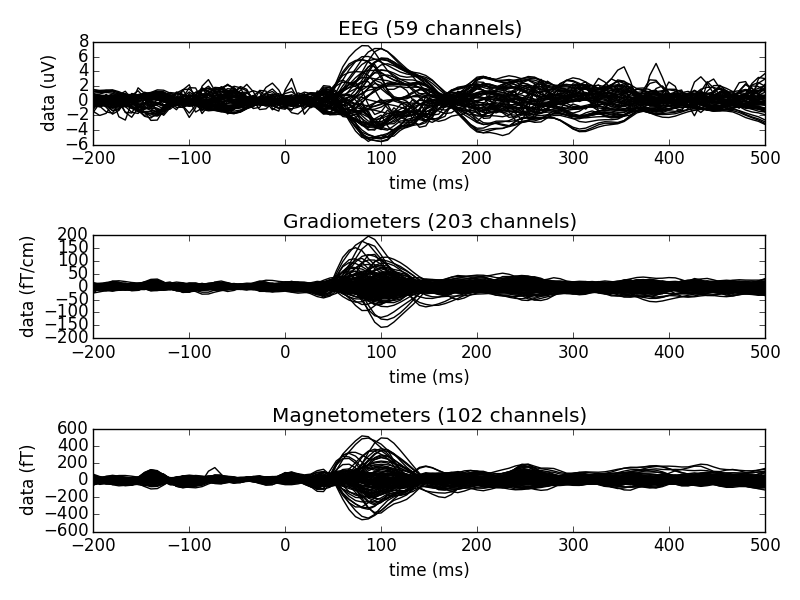 EEG (59 channels)
data (uV)
8
6
4
2
0
−2
−4
−6
−200 −100 0 100 200 300 400 500
time (ms)
Gradiometers (203 channels)
data (fT/cm)
200
150
100
50
0
−50
−100
−150
−200
−200 −100 0 100 200 300 400 500
time (ms)
Magnetometers (102 channels)
data (fT)
600
400
200
0
−200
−400
−600
−200 −100 0 100 200 300 400 500
time (ms)